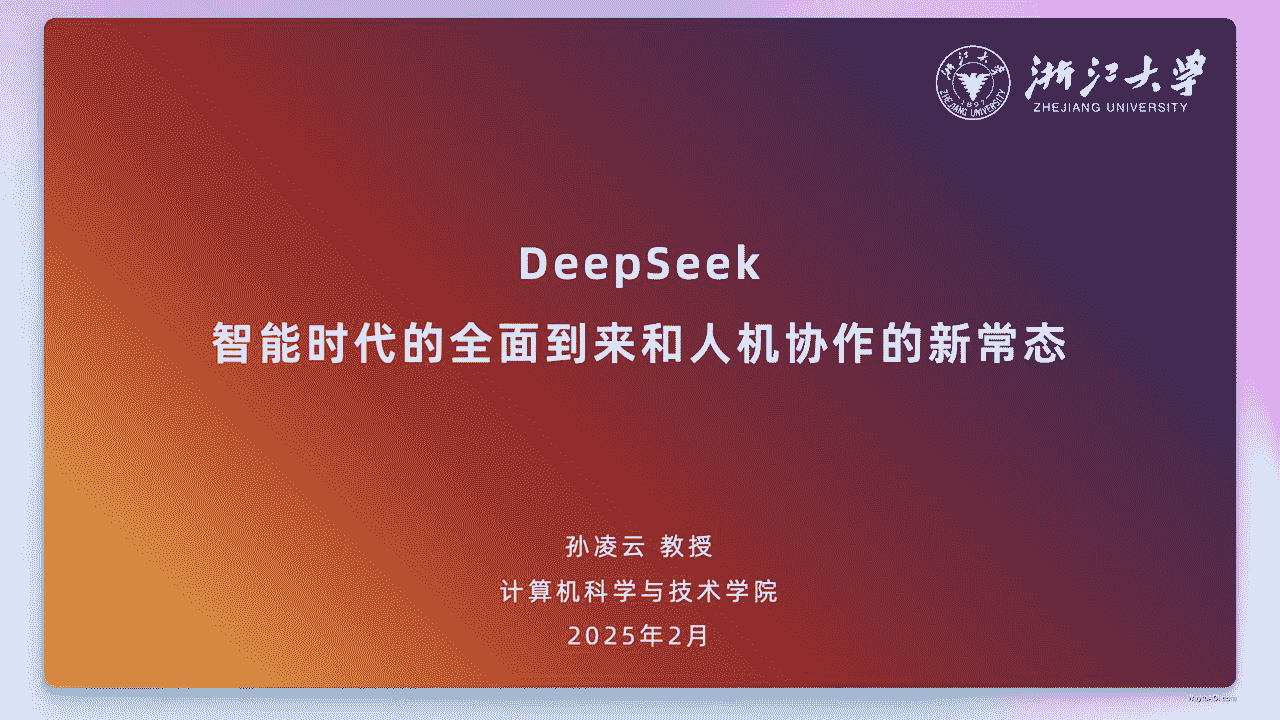 浙江大学
ZHEJIANG UNIVERSITY
DeepSeek
智能时代的全面到来和人机协作的新常态
孙凌云 教授
计算机科学与技术学院
2025年2月